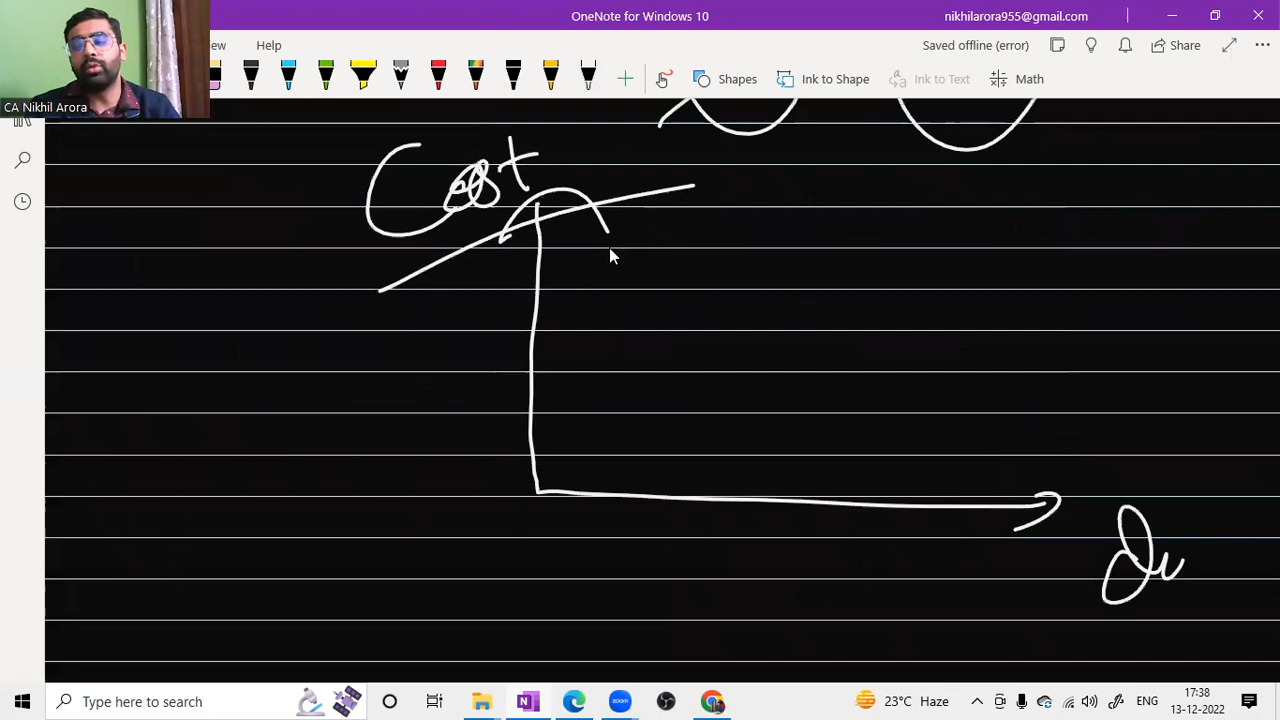 OneNote for Windows 10
nikhilarora955@gmail.com
ew Help
Saved offline (error)
Share
Shapes
Ink to Shape
Ink to Text
Math
CA Nikhil Arora
Cost
Type here to search
23°C Haze
ENG
17:38
13-12-2022